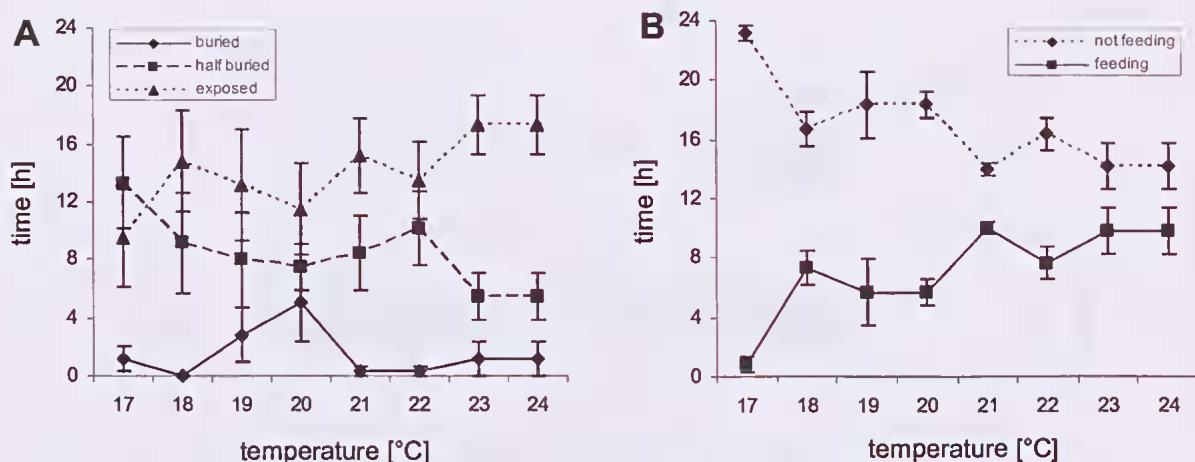 A
buried
half buried
exposed
time [h]
24
20
16
12
8
4
0
17 18 19 20 21 22 23 24
temperature [°C]
B
not feeding
feeding
time [h]
24
20
16
12
8
4
0
17 18 19 20 21 22 23 24
temperature [°C]